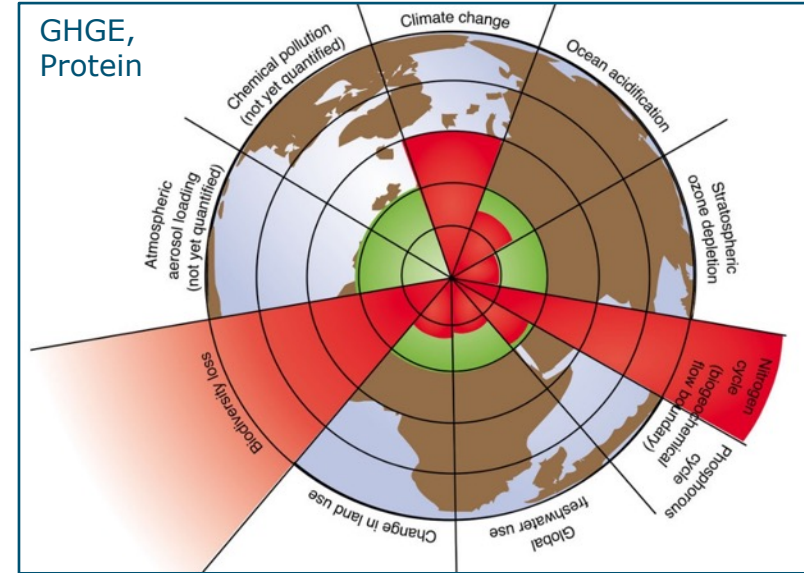 GHGE,
Protein
Climate change
Ocean acidification
Stratospheric
ozone depletion
Nitrogen
cycle
(biogeochemical
flow boundary)
Phosphorous
cycle
Global
freshwater use
Change in land use
Biodiversity loss
Atmospheric
aerosol loading
(not yet quantified)
Chemical pollution
(not yet quantified)